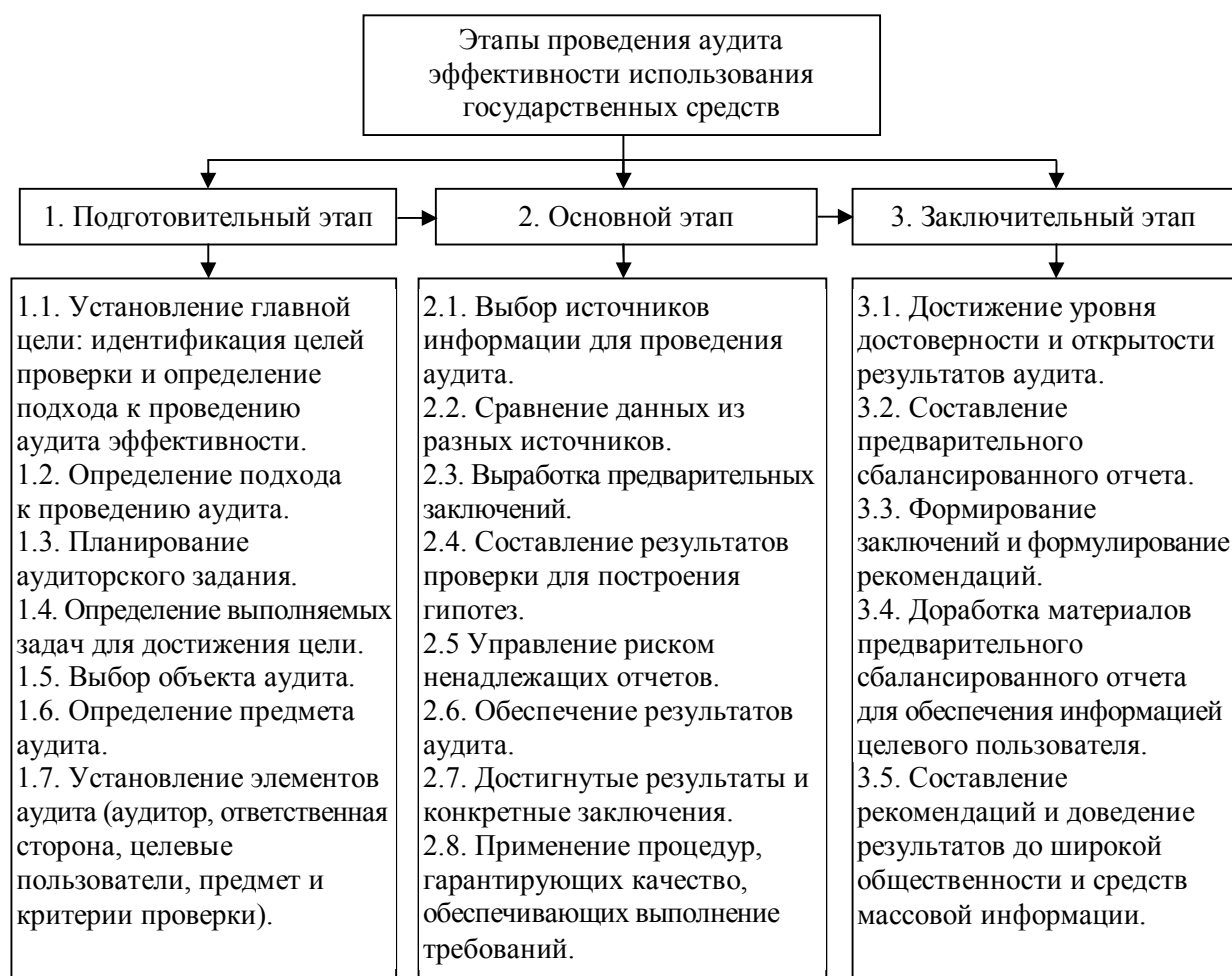 Этапы проведения аудита
эффективности использования
государственных средств
1. Подготовительный этап
2. Основной этап
3. Заключительный этап
1.1. Установление главной
цели: идентификация целей
проверки и определение
подхода к проведению
аудита эффективности.
1.2. Определение подхода
к проведению аудита.
1.3. Планирование
аудиторского задания.
1.4. Определение выполняемых
задач для достижения цели.
1.5. Выбор объекта аудита.
1.6. Определение предмета
аудита.
1.7. Установление элементов
аудита (аудитор, ответственная
сторона, целевые
пользователи, предмет и
критерии проверки).
2.1. Выбор источников
информации для проведения
аудита.
2.2. Сравнение данных из
разных источников.
2.3. Выработка предварительных
заключений.
2.4. Составление результатов
проверки для построения
гипотез.
2.5 Управление риском
ненадлежащих отчетов.
2.6. Обеспечение результатов
аудита.
2.7. Достигнутые результаты и
конкретные заключения.
2.8. Применение процедур,
гарантирующих качество,
обеспечивающих выполнение
требований.
3.1. Достижение уровня
достоверности и открытости
результатов аудита.
3.2. Составление
предварительного
сбалансированного отчета.
3.3. Формирование
заключений и формулирование
рекомендаций.
3.4. Доработка материалов
предварительного
сбалансированного отчета
для обеспечения информацией
целевого пользователя.
3.5. Составление
рекомендаций и доведение
результатов до широкой
общественности и средств
массовой информации.